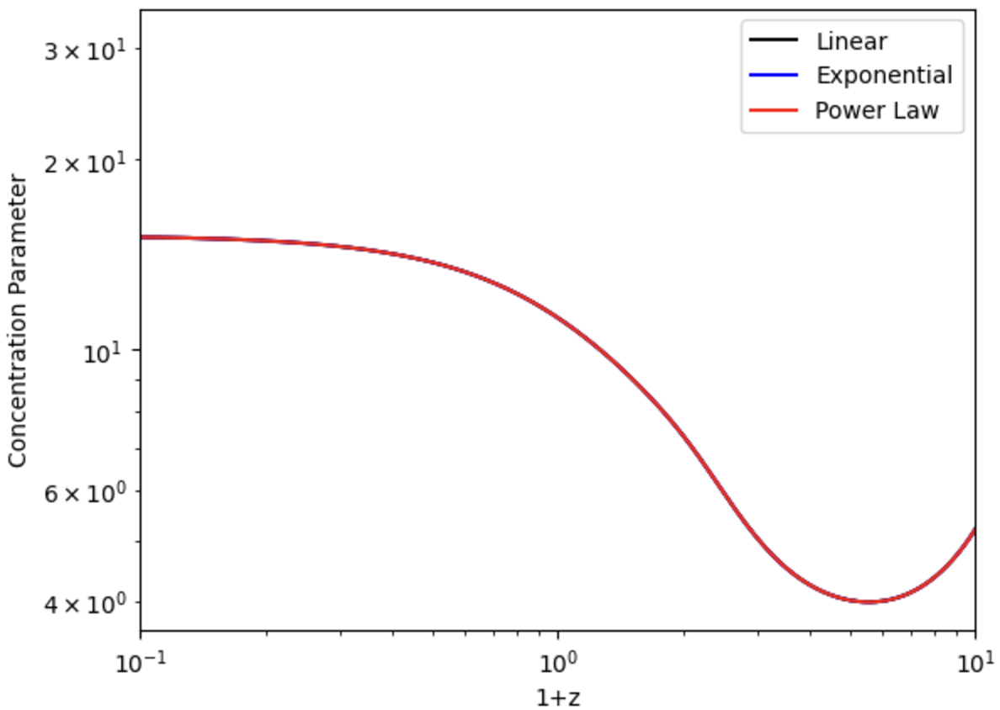 Linear
Exponential
Power Law
Concentration Parameter
3 × 10¹
2 × 10¹
10¹
6 × 10⁰
4 × 10⁰
10⁻¹ 10⁰ 10¹
1+z